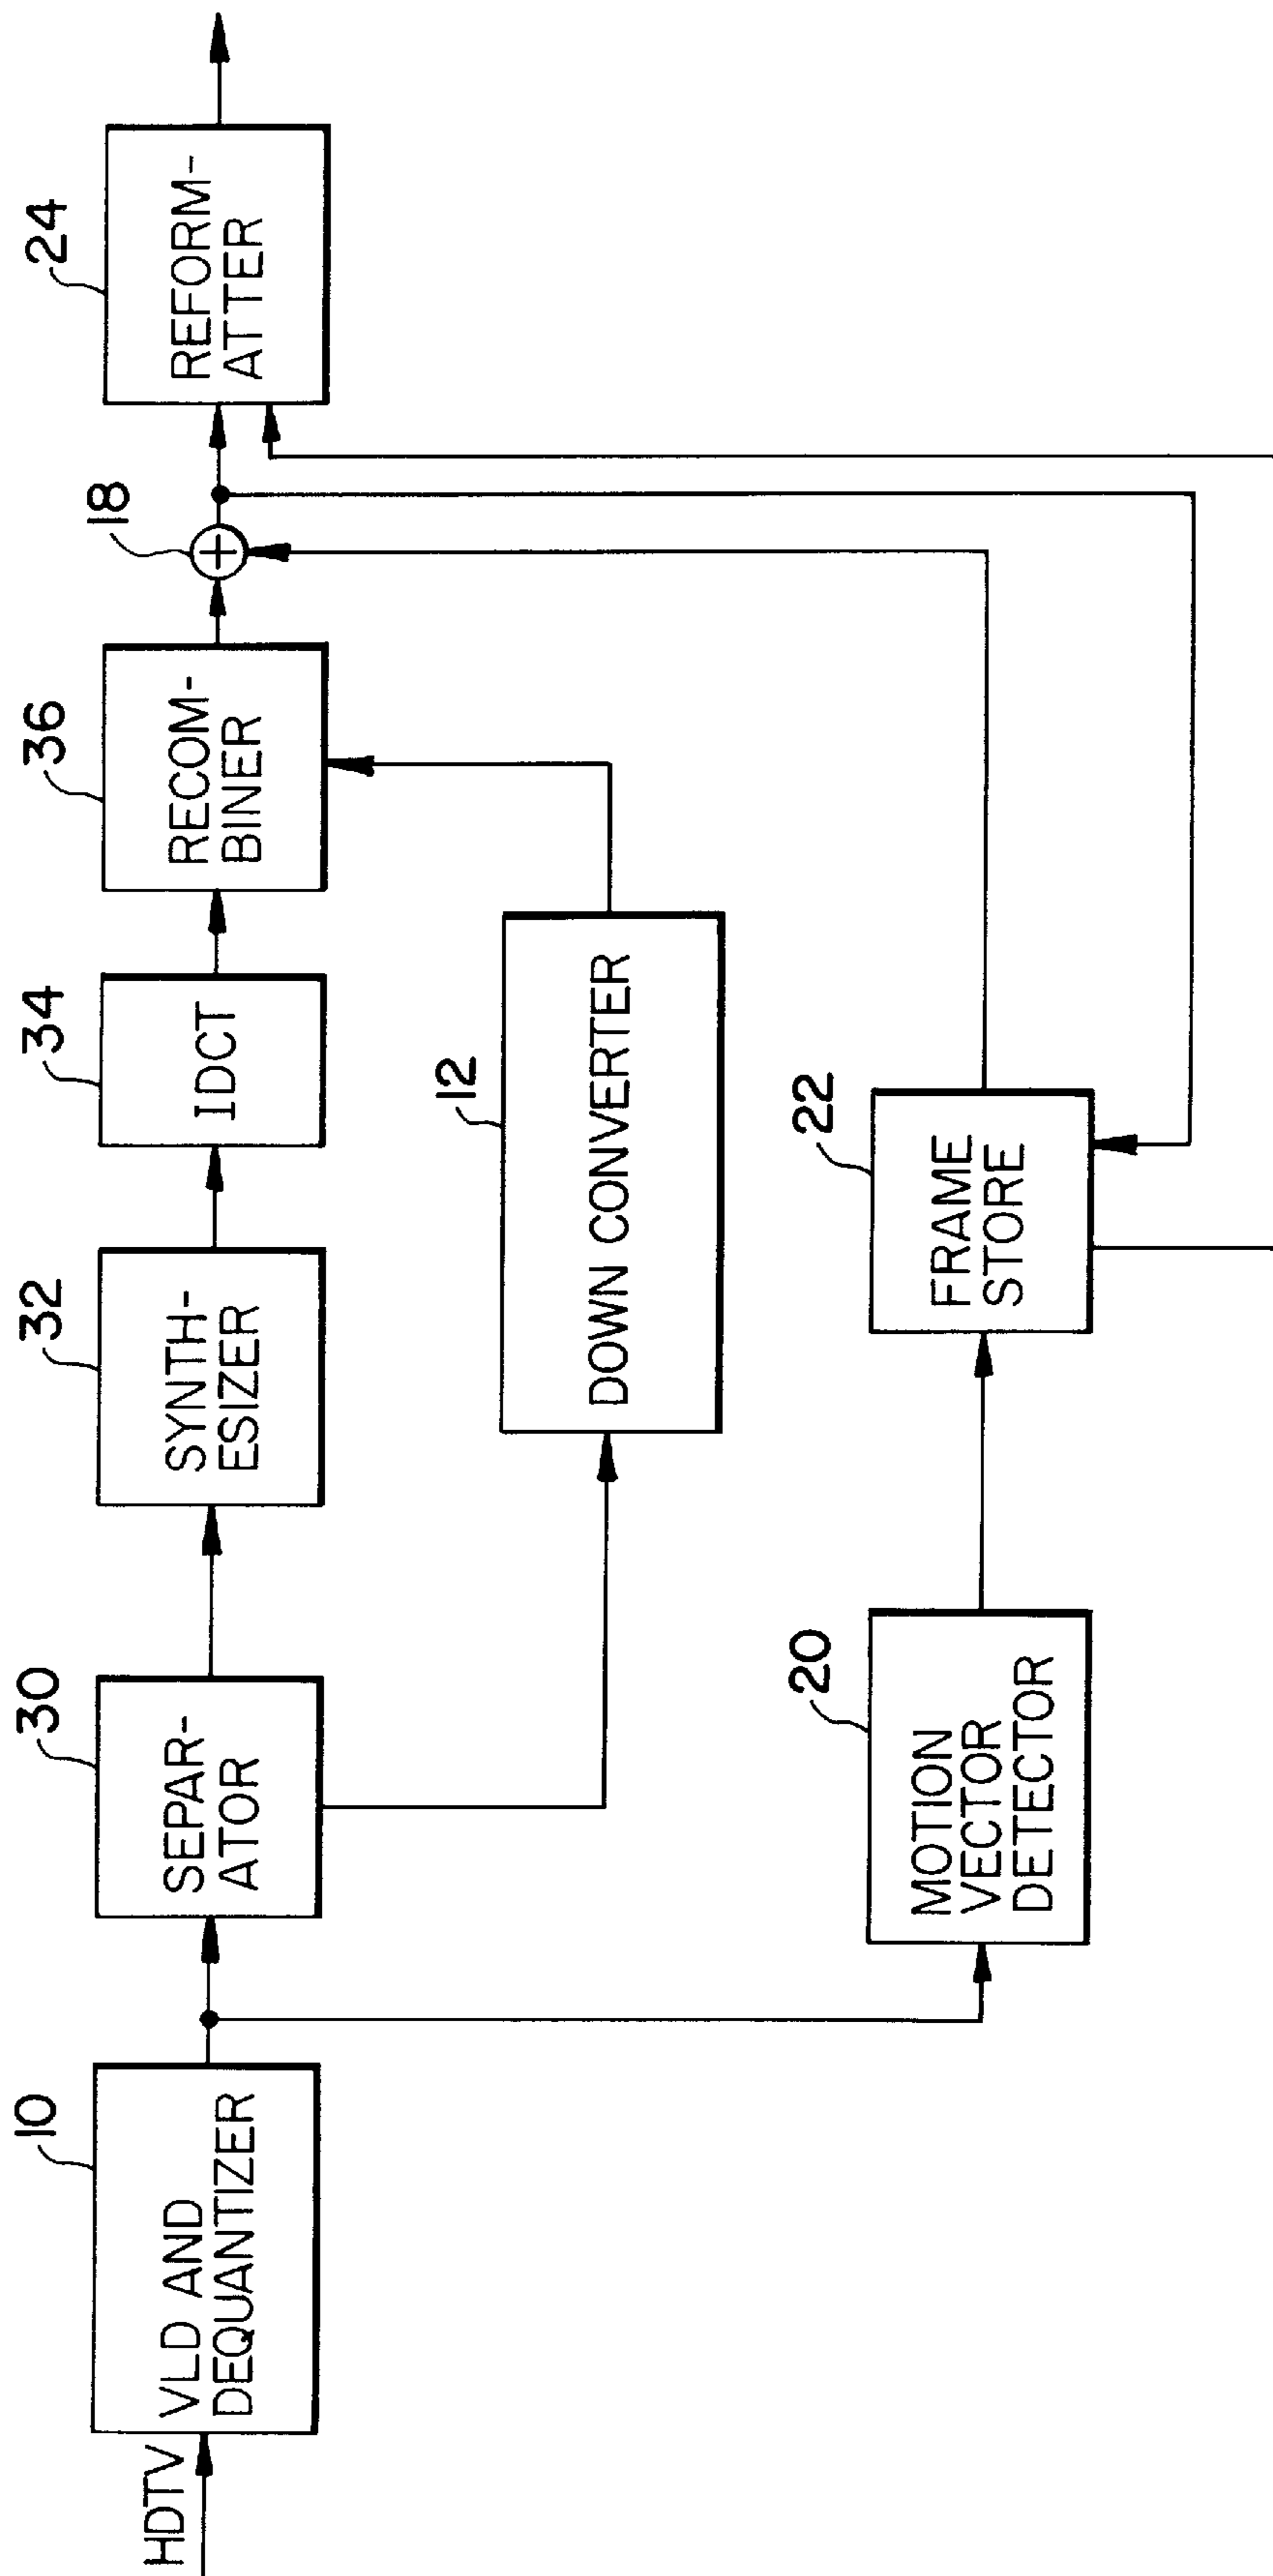 HDTV
10
VLD AND
DEQUANTIZER
30
SEPAR-
ATOR
32
SYNTH-
ESIZER
34
IDCT
36
RECOM-
BINER
18
+
24
REFORM-
ATTER
12
DOWN CONVERTER
20
MOTION
VECTOR
DETECTOR
22
FRAME
STORE